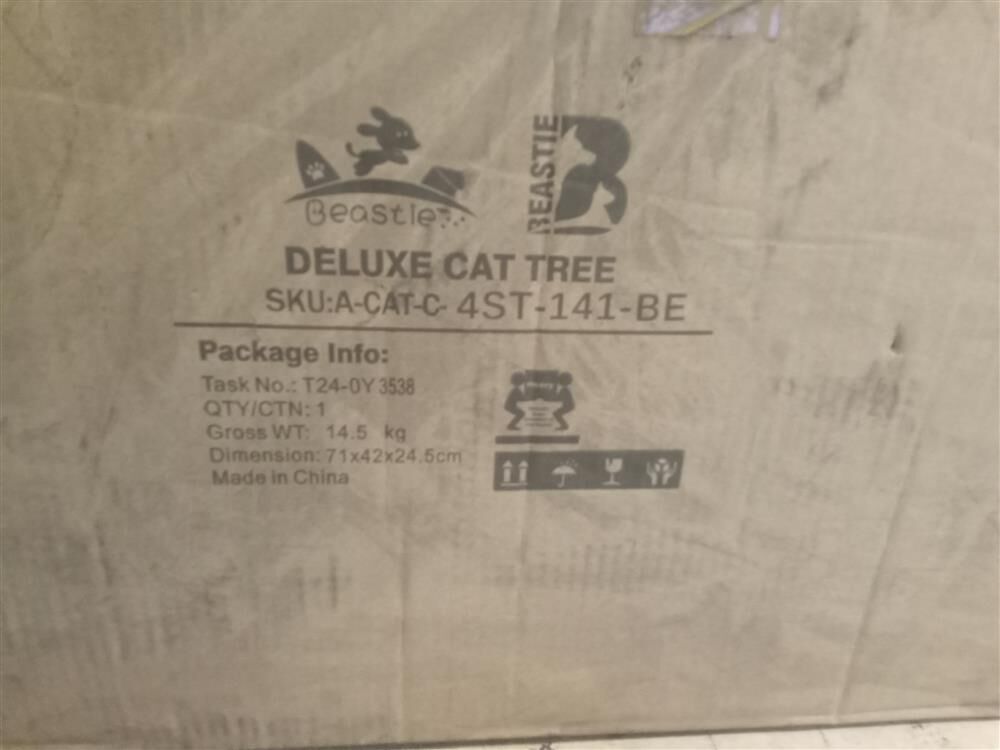 Beastie
BEASTIE
DELUXE CAT TREE
SKU:A-CAT-C- 4ST-141-BE
Package Info:
Task No.: T24-0Y 3538
QTY/CTN: 1
Gross WT: 14.5 kg
Dimension: 71x42x24.5cm
Made in China